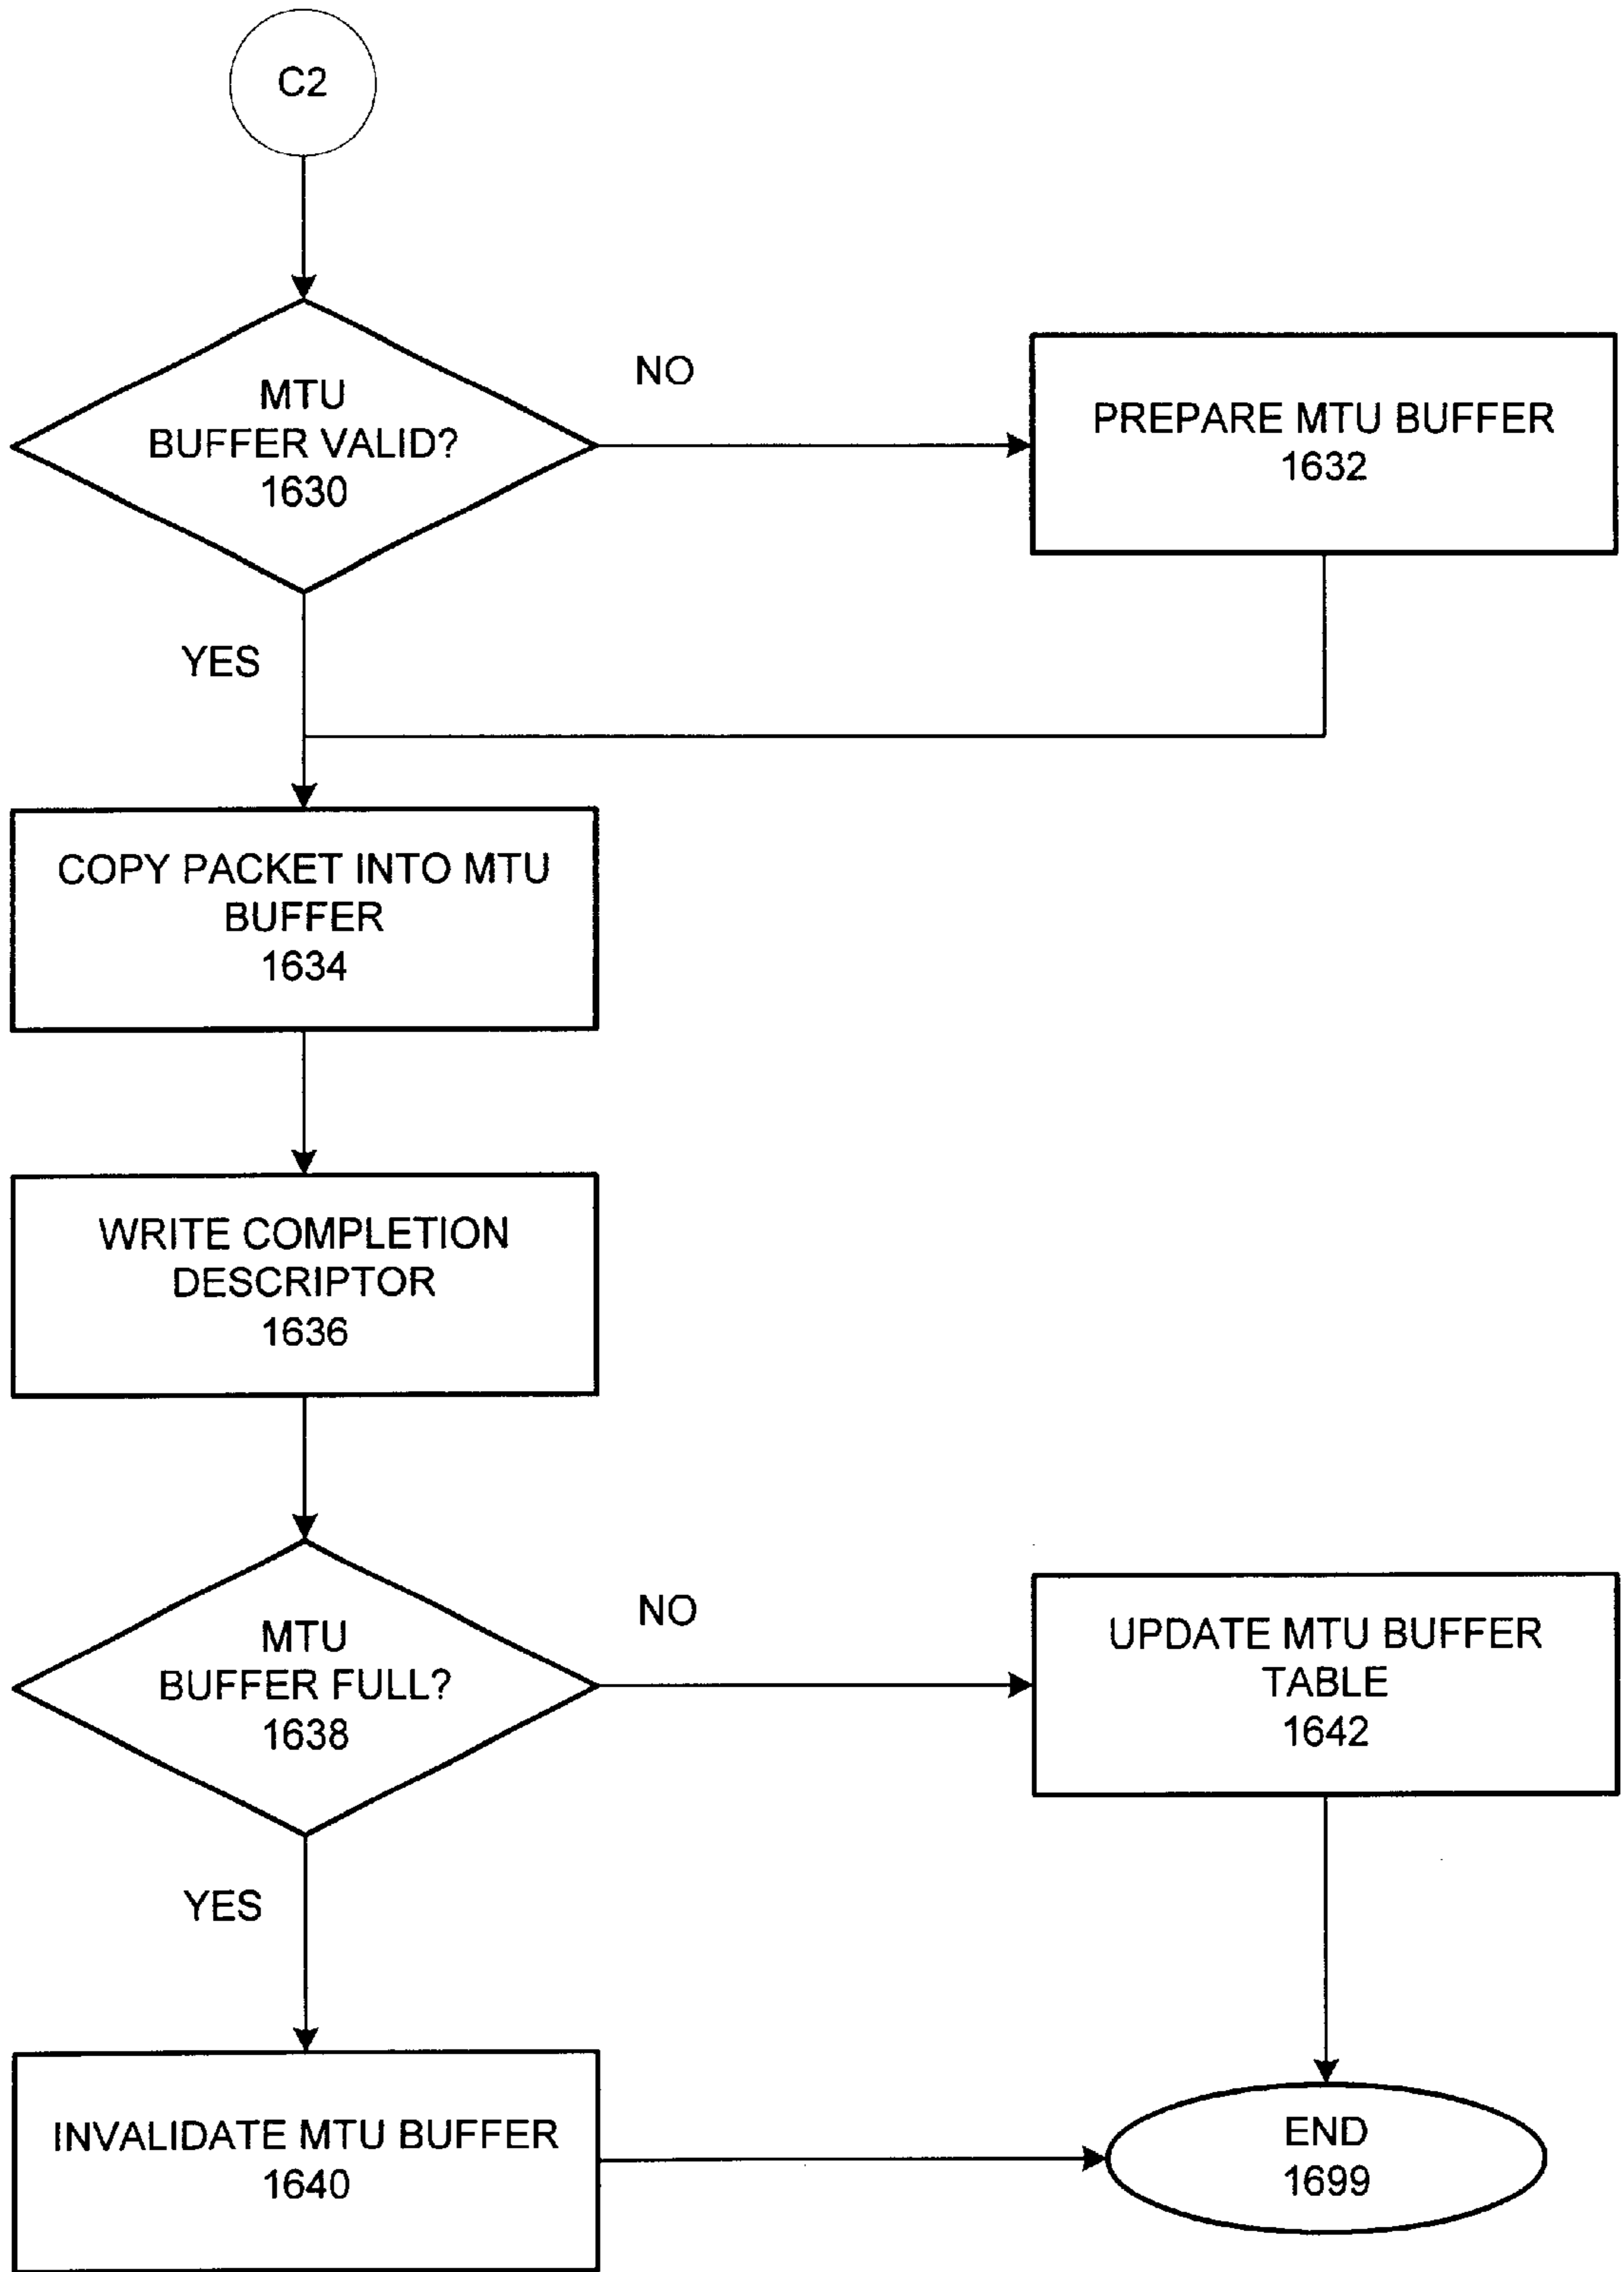 C2
MTU
BUFFER VALID?
1630
NO
PREPARE MTU BUFFER
1632
YES
COPY PACKET INTO MTU
BUFFER
1634
WRITE COMPLETION
DESCRIPTOR
1636
MTU
BUFFER FULL?
1638
NO
UPDATE MTU BUFFER
TABLE
1642
YES
INVALIDATE MTU BUFFER
1640
END
1699